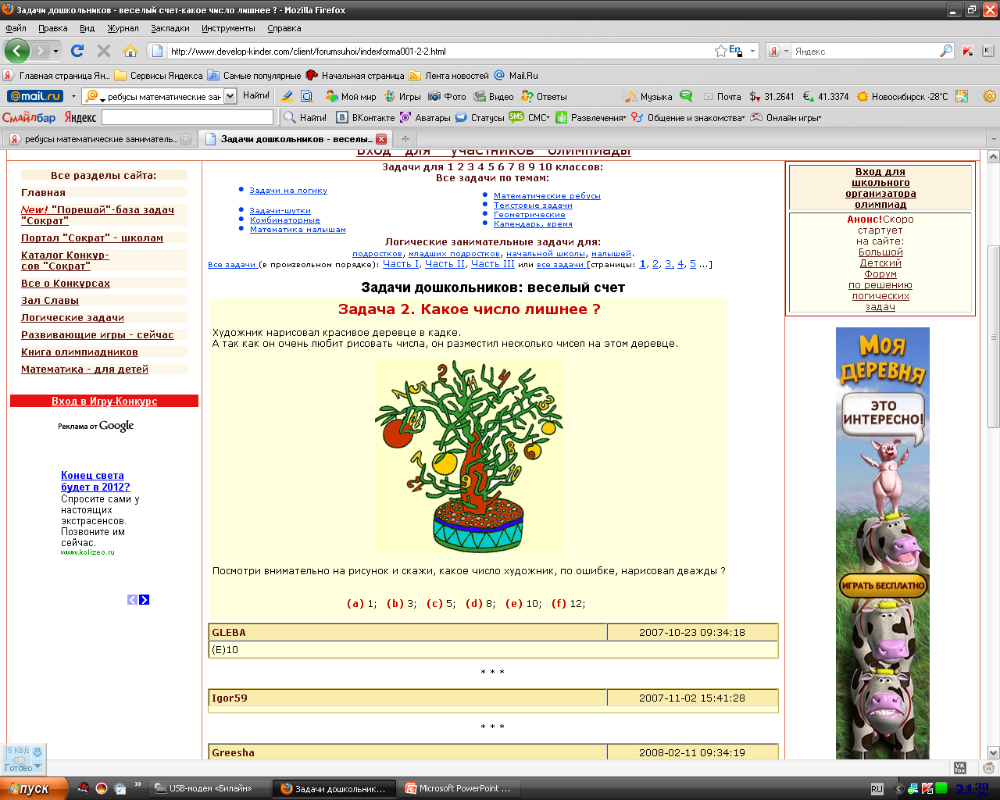 Задачи дошкольников - веселый счет-какое число лишнее ? - Mozilla Firefox
Файл Правка Вид Журнал Закладки Инструменты Справка
http://www.develop-kinder.com/client/forumsuhoi/indexforma001-2-2.html En Яндекс
Главная страница Ян... Сервисы Яндекса Самые популярные Начальная страница Лента новостей Mail.Ru
@mail.ru ребусы математические зан Найти! Мой мир Игры Фото Видео Ответы Музыка Почта 31.2641 41.3374 Новосибирск -28°C
Смайлбар Яндекс Найти! ВКонтакте Аватары Статусы SMS СМС Развлечения Общение и знакомства Онлайн игры
ребусы математические заниматель... Задачи дошкольников - веселы...
Вход для участников олимпиады
Все разделы сайта:
Главная
New! "Порешай"-база задач
"Сократ"
Портал "Сократ" - школам
Каталог Конкур-
сов "Сократ"
Все о Конкурсах
Зал Славы
Логические задачи
Развивающие игры - сейчас
Книга олимпиадников
Математика - для детей
Вход в Игру-Конкурс
Реклама от Google
Конец света
будет в 2012?
Спросите сами у
настоящих
экстрасенсов.
Позвоните им
сейчас.
www.kolizeo.ru
Задачи для 1 2 3 4 5 6 7 8 9 10 классов:
Все задачи по темам:
Задачи на логику
Задачи-шутки
Комбинаторные
Математика малышам
Математические ребусы
Текстовые задачи
Геометрические
Календарь, время
Логические занимательные задачи для:
подростков, младших подростков, начальной школы, малышей.
Все задачи (в произвольном порядке): Часть I, Часть II, Часть III или все задачи [страницы: 1, 2, 3, 4, 5 ...]
Задачи дошкольников: веселый счет
Задача 2. Какое число лишнее ?
Художник нарисовал красивое деревце в кадке.
А так как он очень любит рисовать числа, он разместил несколько чисел на этом деревце.
Посмотри внимательно на рисунок и скажи, какое число художник, по ошибке, нарисовал дважды ?
(a) 1; (b) 3; (c) 5; (d) 8; (e) 10; (f) 12;
GLEBA 2007-10-23 09:34:18
(E)10
* * *
Igor59 2007-11-02 15:41:28
* * *
Greesha 2008-02-11 09:34:19
Вход для
школьного
организатора
олимпиад
Анонс!Скоро
стартует
на сайте:
Большой
Детский
Форум
по решению
логических
задач
Моя
деревня
ЭТО
ИНТЕРЕСНО!
ИГРАТЬ БЕСПЛАТНО
5 KB/s
Готово
пуск USB-модем «Билайн» Задачи дошкольник... Microsoft PowerPoint ... RU 21:38